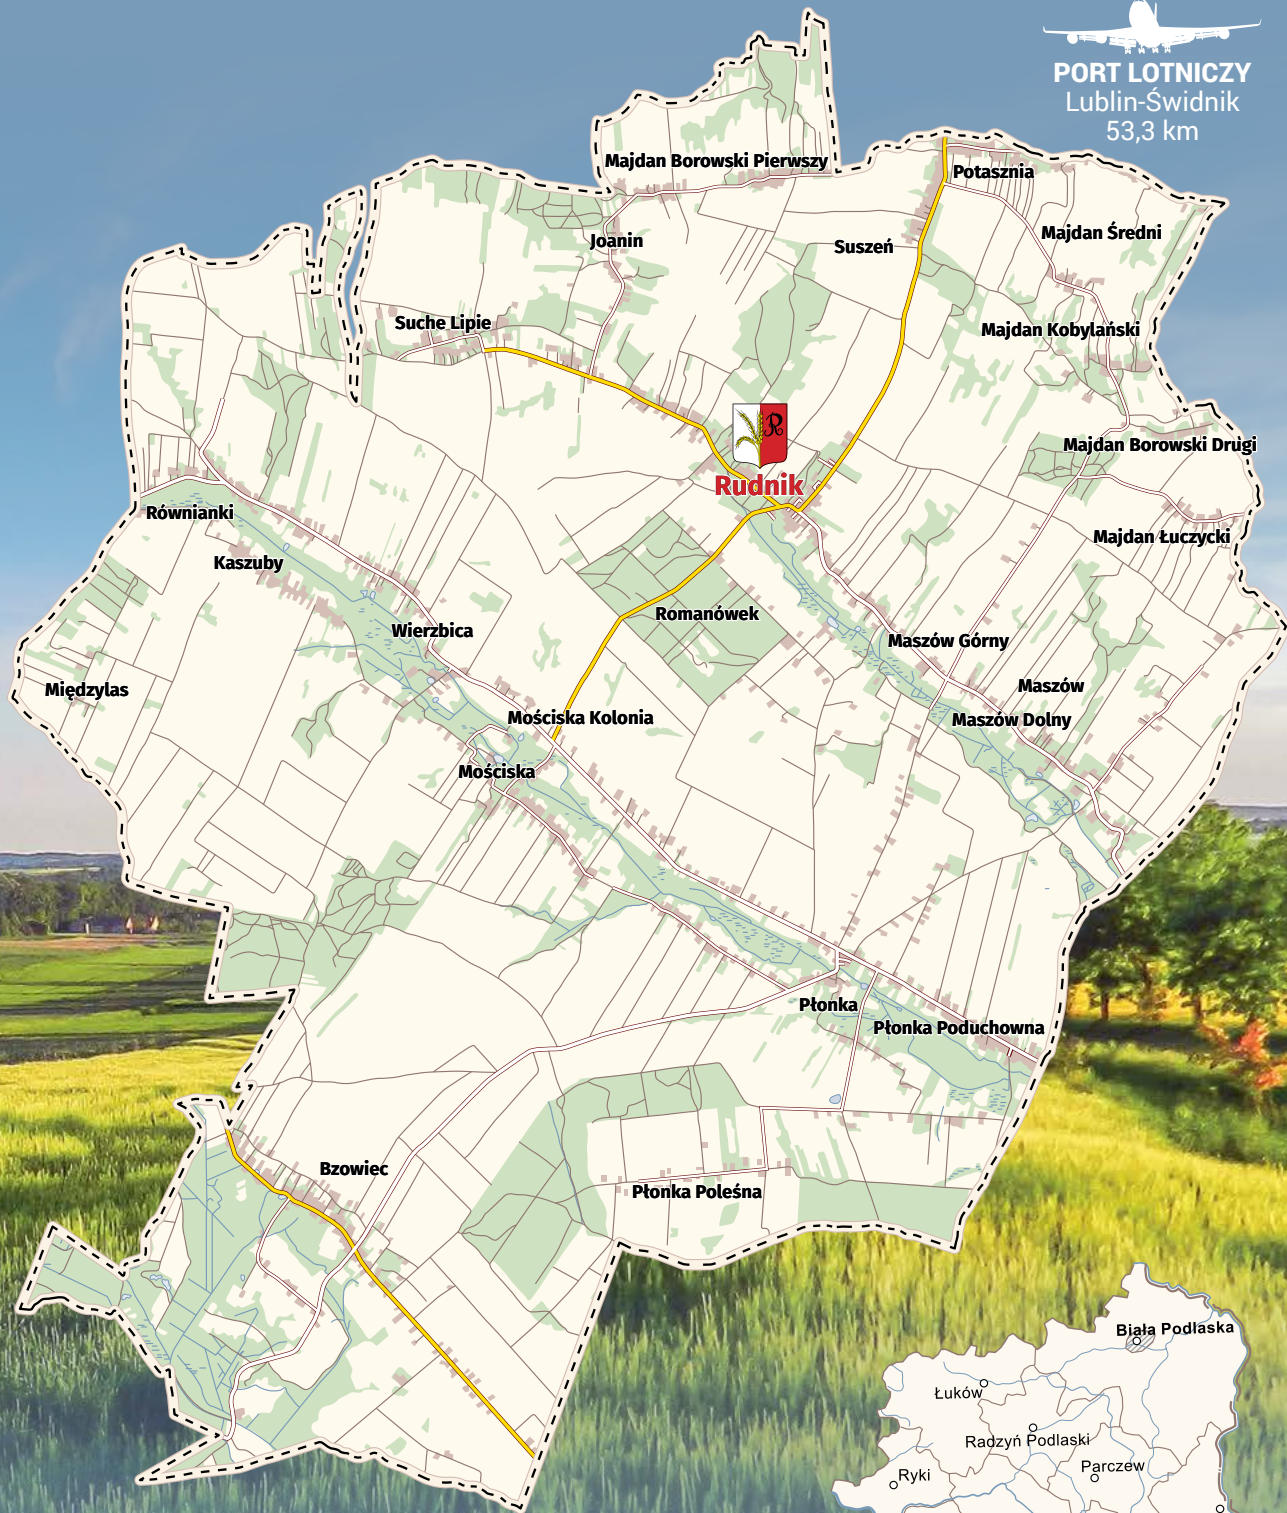 PORT LOTNICZY
Lublin-Świdnik
53,3 km
Majdan Borowski Pierwszy
Potasznia
Majdan Średni
Joanin
Suszeń
Suche Lipie
Majdan Kobylański
R
Majdan Borowski Drugi
Rudnik
Równianki
Majdan Łuczycki
Kaszuby
Romanówek
Wierzbica
Maszów Górny
Międzylas
Maszów
Mościska Kolonia
Maszów Dolny
Mościska
Płonka
Płonka Poduchowna
Bzowiec
Płonka Poleśna
Biała Podlaska
Łuków
Radzyń Podlaski
Parczew
Ryki